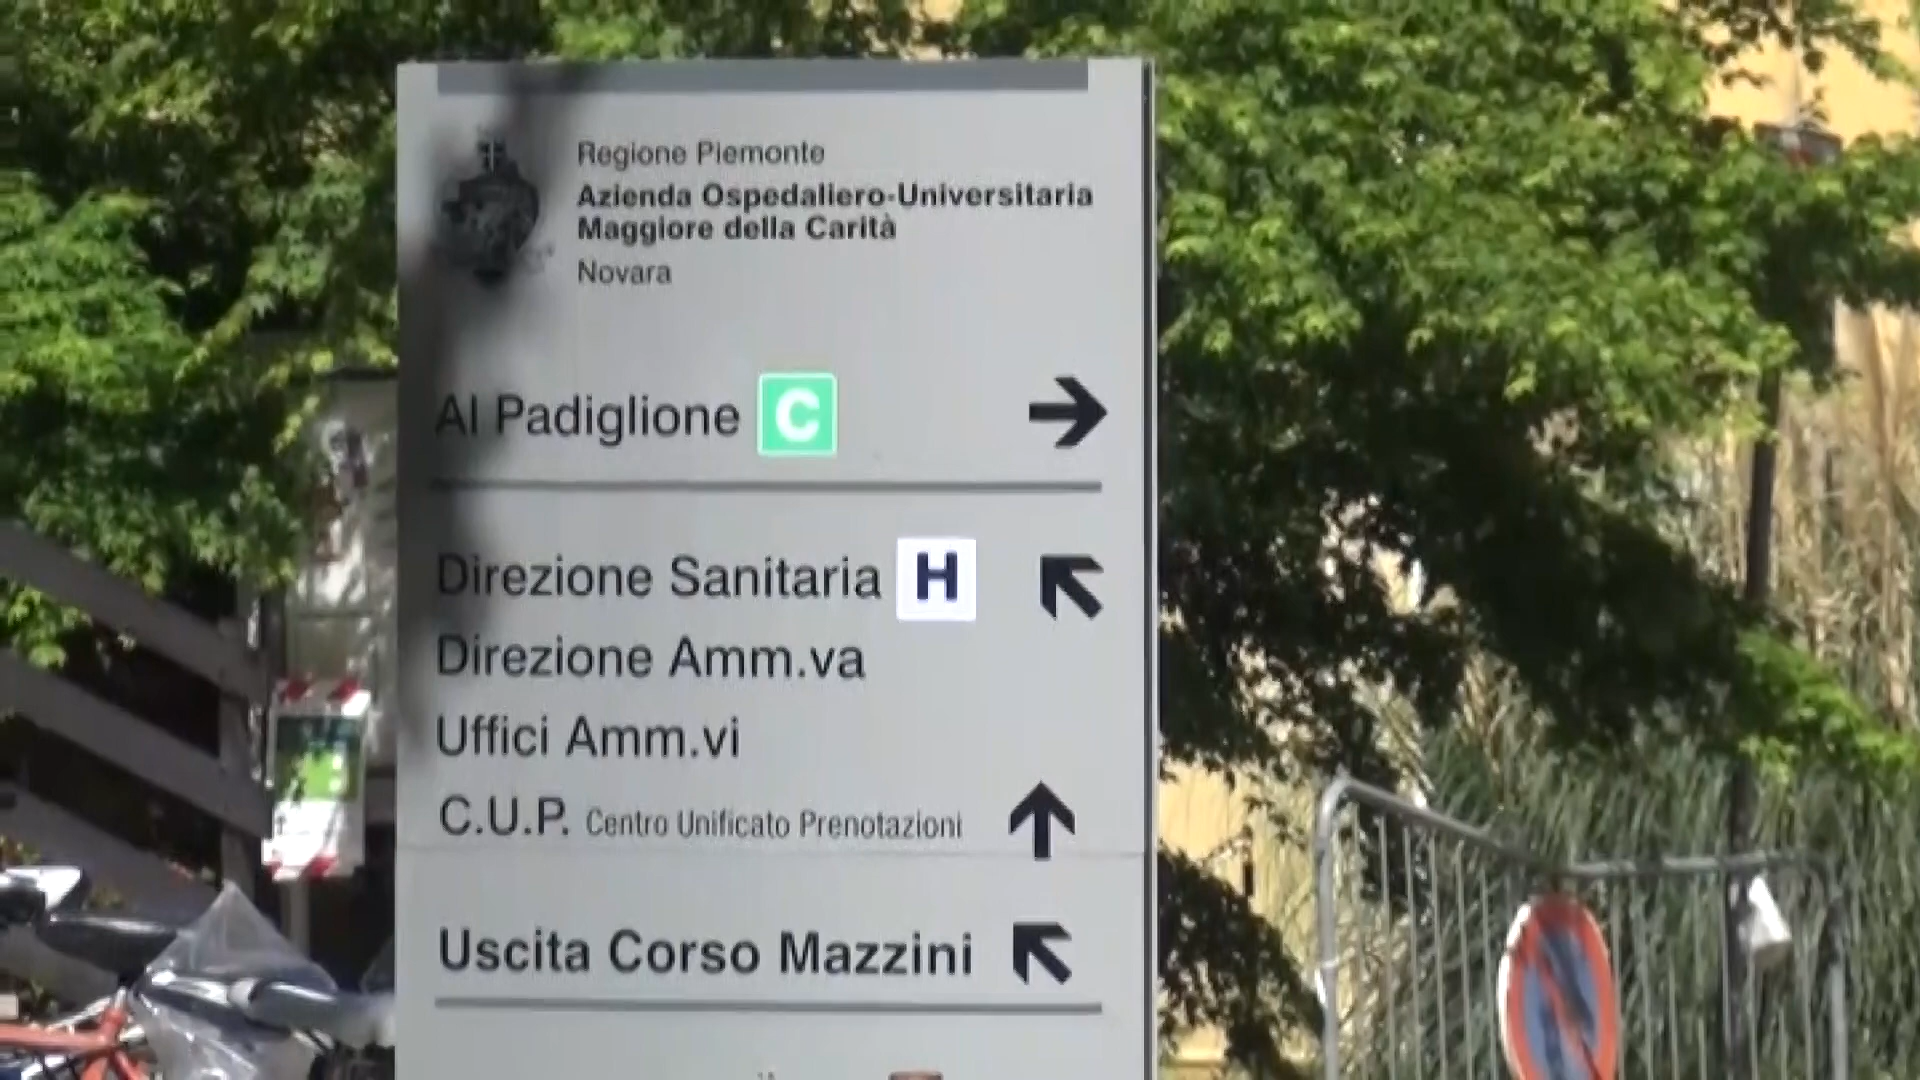 Regione Piemonte
Azienda Ospedaliero-Universitaria
Maggiore della Carità
Novara
Al Padiglione C
Direzione Sanitaria H
Direzione Amm.va
Uffici Amm.vi
C.U.P. Centro Unificato Prenotazioni
Uscita Corso Mazzini